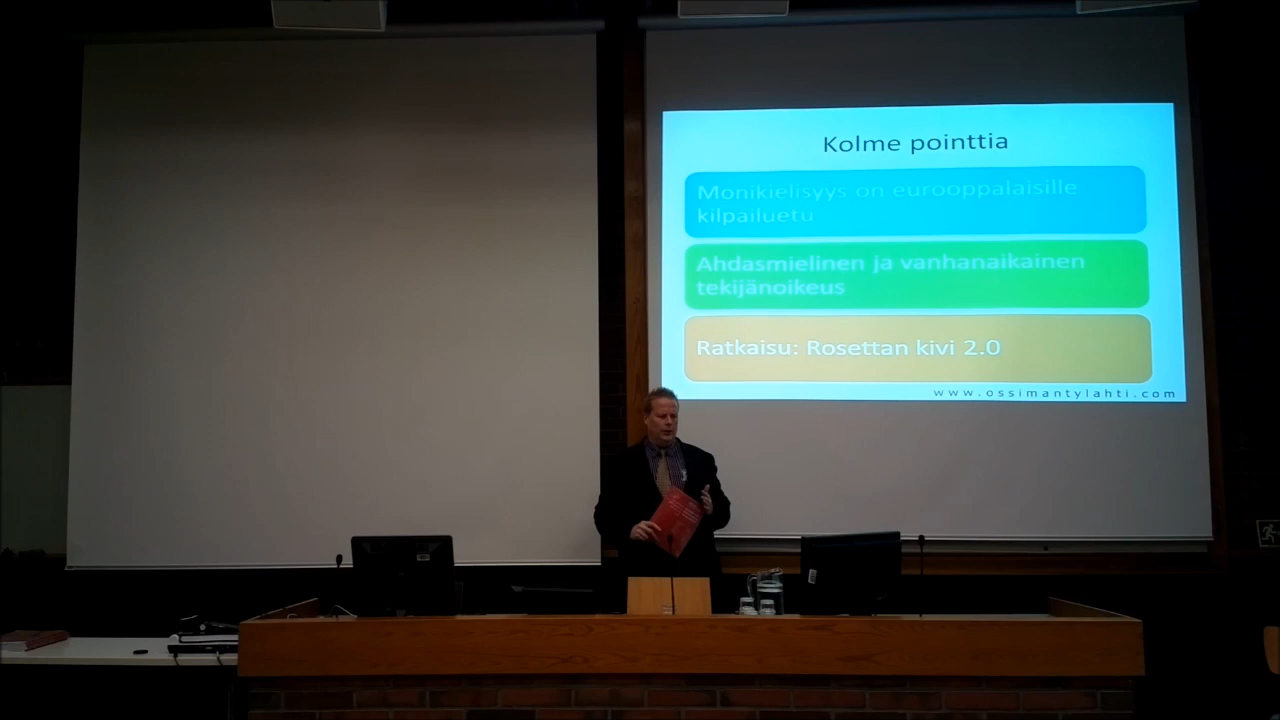 Kolme pointtia
Monikielisyys on eurooppalaisille
kilpailuetu
Ahdasmielinen ja vanhanaikainen
tekijänoikeus
Ratkaisu: Rosettan kivi 2.0
www.ossimantylahti.com